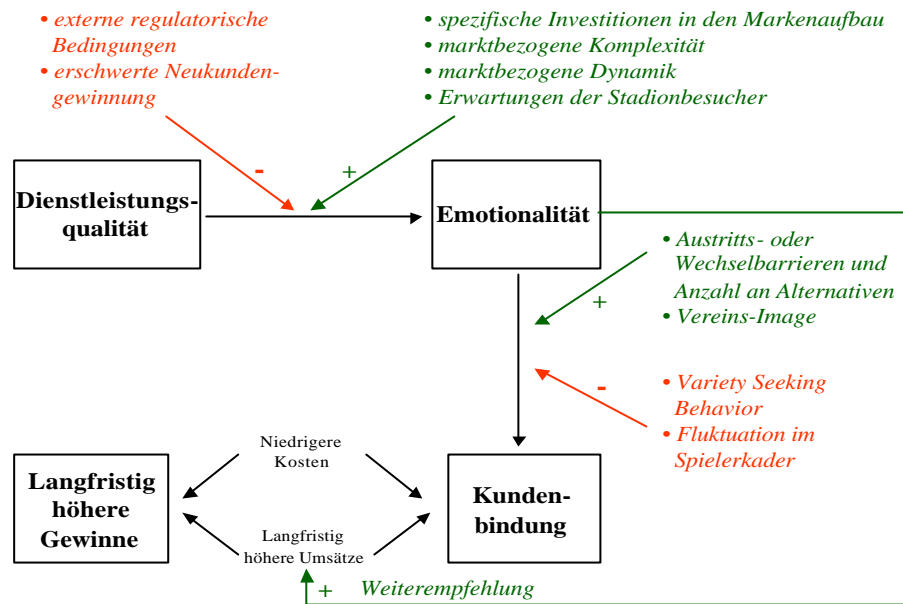 • externe regulatorische
Bedingungen
• erschwerte Neukunden-
gewinnung
• spezifische Investitionen in den Markenaufbau
• marktbezogene Komplexität
• marktbezogene Dynamik
• Erwartungen der Stadionbesucher
-
+
Dienstleistungs-
qualität
Emotionalität
• Austritts- oder
Wechselbarrieren und
Anzahl an Alternativen
• Vereins-Image
+
-
• Variety Seeking
Behavior
• Fluktuation im
Spielerkader
Niedrigere
Kosten
Langfristig
höhere
Gewinne
Kunden-
bindung
Langfristig
höhere Umsätze
+ Weiterempfehlung